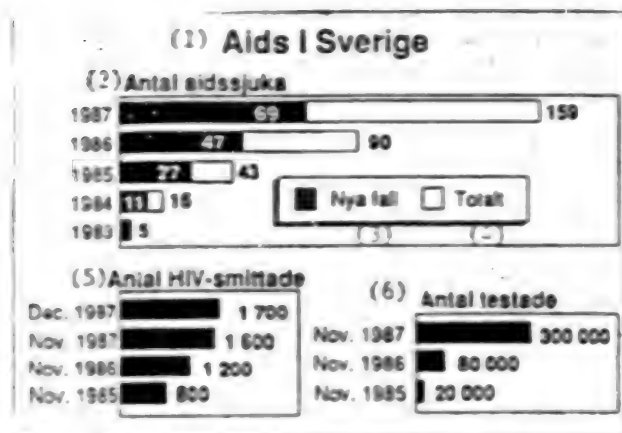 (1) Aids I Sverige
(2) Antal aidssjuka
1987 69 159
1986 47 90
1985 27 43
1984 11 16
1983 5
Nya fall Totalt
(3)
(5) Antal HIV-smittade
Dec. 1987 1 700
Nov. 1987 1 600
Nov. 1986 1 200
Nov. 1985 800
(6) Antal testade
Nov. 1987 300 000
Nov. 1986 80 000
Nov. 1985 20 000